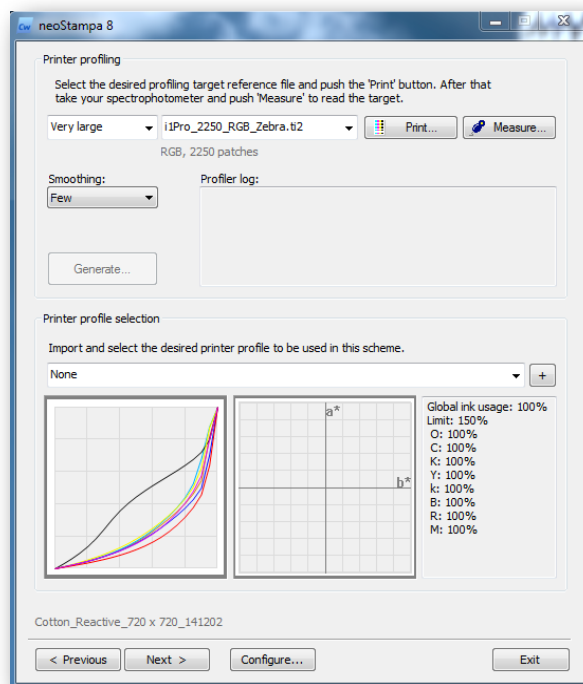 Cw neoStampa 8
Printer profiling
Select the desired profiling target reference file and push the 'Print' button. After that
take your spectrophotometer and push 'Measure' to read the target.
Very large i1Pro_2250_RGB_Zebra.ti2 Print... Measure...
RGB, 2250 patches
Smoothing: Profiler log:
Few
Generate...
Printer profile selection
Import and select the desired printer profile to be used in this scheme.
None +
a*
b*
Global ink usage: 100%
Limit: 150%
O: 100%
C: 100%
K: 100%
Y: 100%
k: 100%
B: 100%
R: 100%
M: 100%
Cotton_Reactive_720 x 720_141202
< Previous Next > Configure... Exit